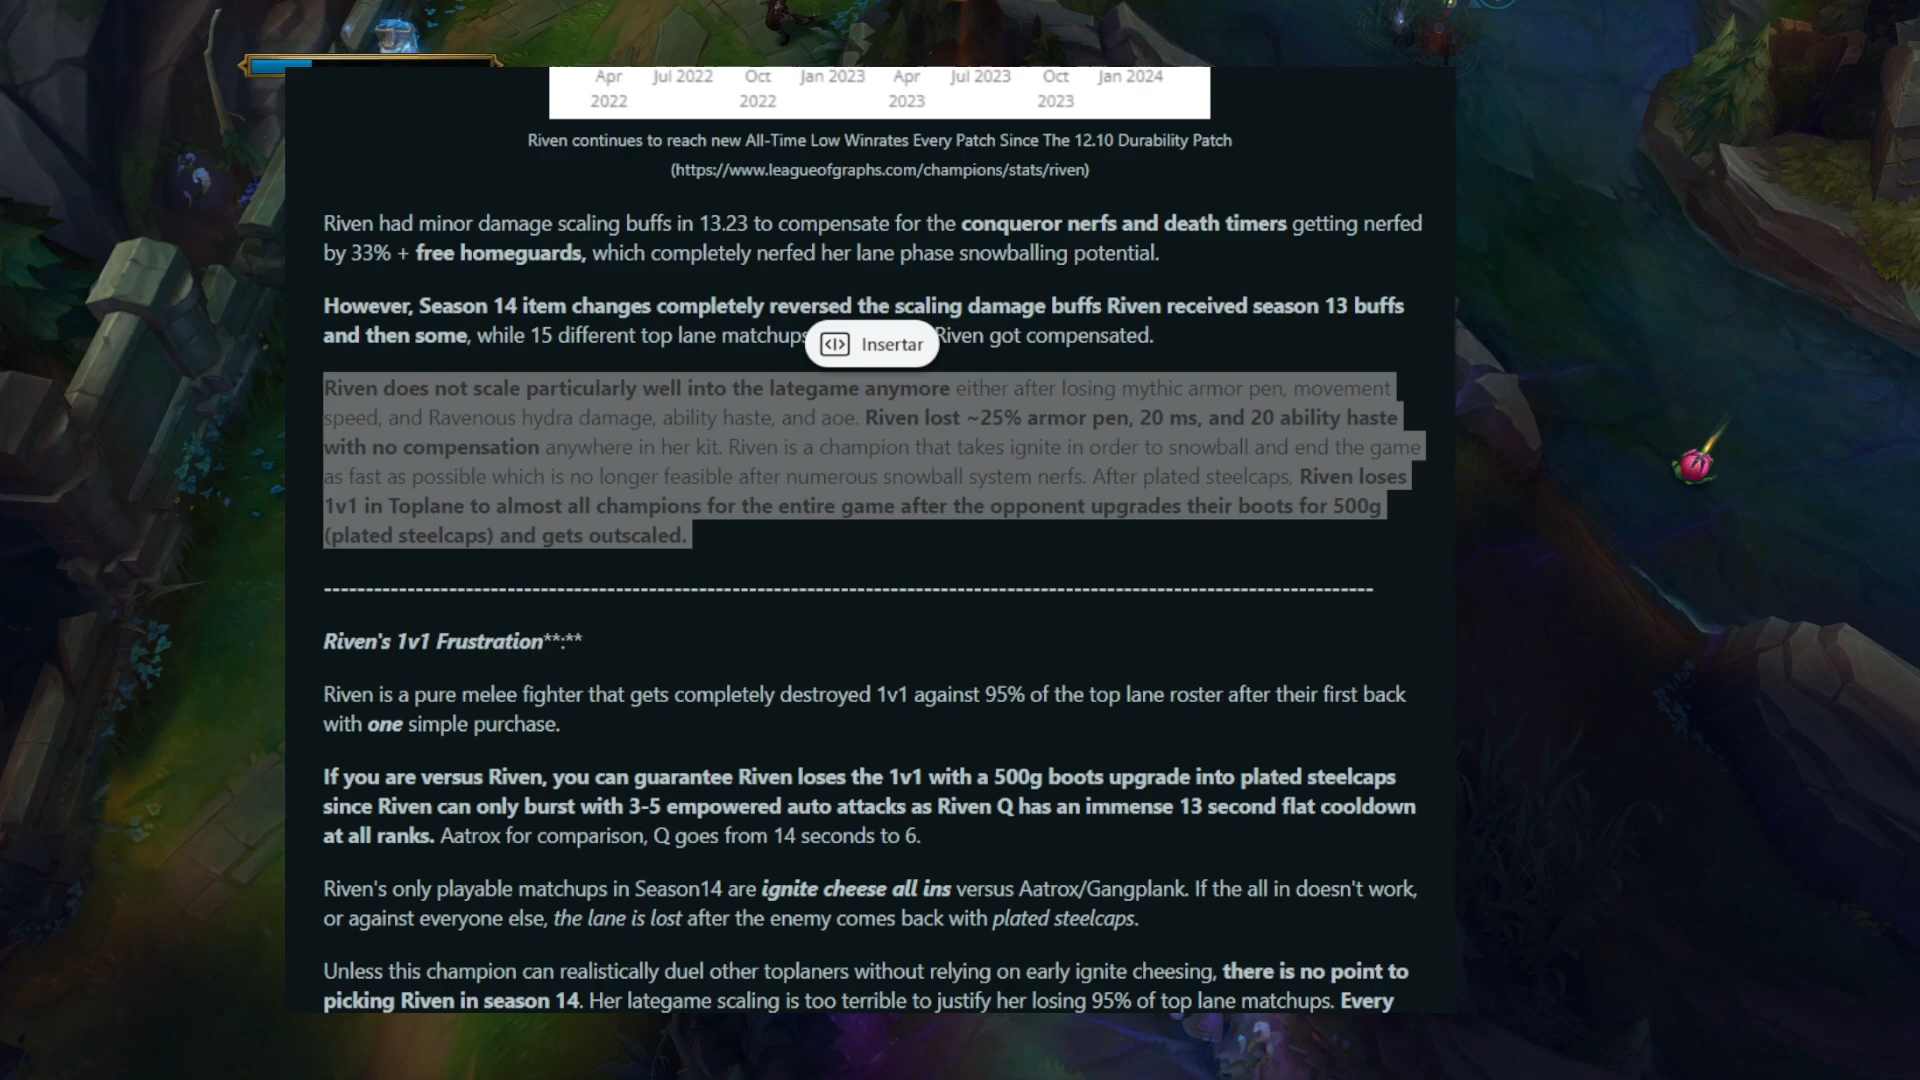 Apr Jul 2022 Oct Jan 2023 Apr Jul 2023 Oct Jan 2024
2022 2022 2023 2023
Riven continues to reach new All-Time Low Winrates Every Patch Since The 12.10 Durability Patch
(https://www.leagueofgraphs.com/champions/stats/riven)
Riven had minor damage scaling buffs in 13.23 to compensate for the conqueror nerfs and death timers getting nerfed
by 33% + free homeguards, which completely nerfed her lane phase snowballing potential.
However, Season 14 item changes completely reversed the scaling damage buffs Riven received season 13 buffs
and then some, while 15 different top lane matchups Riven got compensated.
Insertar
Riven does not scale particularly well into the lategame anymore either after losing mythic armor pen, movement
speed, and Ravenous hydra damage, ability haste, and aoe. Riven lost ~25% armor pen, 20 ms, and 20 ability haste
with no compensation anywhere in her kit. Riven is a champion that takes ignite in order to snowball and end the game
as fast as possible which is no longer feasible after numerous snowball system nerfs. After plated steelcaps, Riven loses
1v1 in Toplane to almost all champions for the entire game after the opponent upgrades their boots for 500g
(plated steelcaps) and gets outscaled.
------------------------------------------------------------------------------------------------------------------------------
Riven's 1v1 Frustration**:**
Riven is a pure melee fighter that gets completely destroyed 1v1 against 95% of the top lane roster after their first back
with one simple purchase.
If you are versus Riven, you can guarantee Riven loses the 1v1 with a 500g boots upgrade into plated steelcaps
since Riven can only burst with 3-5 empowered auto attacks as Riven Q has an immense 13 second flat cooldown
at all ranks. Aatrox for comparison, Q goes from 14 seconds to 6.
Riven's only playable matchups in Season14 are ignite cheese all ins versus Aatrox/Gangplank. If the all in doesn't work,
or against everyone else, the lane is lost after the enemy comes back with plated steelcaps.
Unless this champion can realistically duel other toplaners without relying on early ignite cheesing, there is no point to
picking Riven in season 14. Her lategame scaling is too terrible to justify her losing 95% of top lane matchups. Every